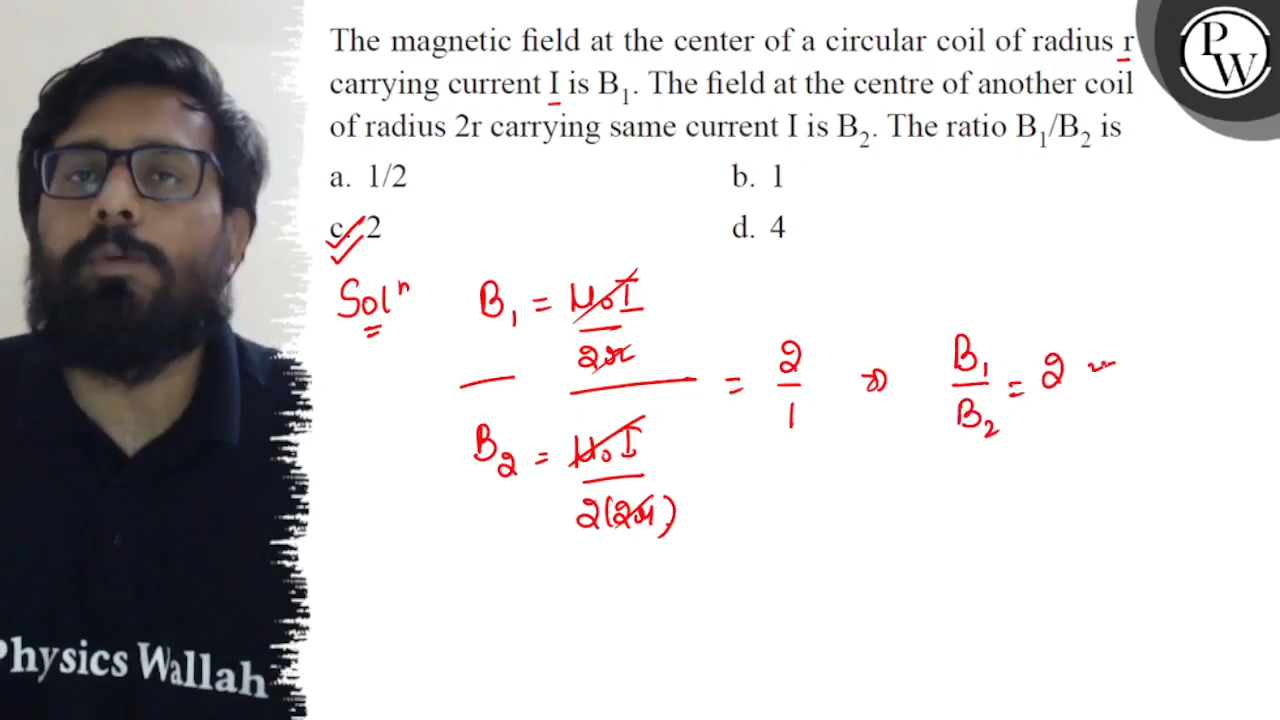 The magnetic field at the center of a circular coil of radius r
carrying current I is B₁. The field at the centre of another coil
of radius 2r carrying same current I is B₂. The ratio B₁/B₂ is
a. 1/2 b. 1
c. 2 d. 4
Solⁿ B₁ = μ₀I
2r
= 2 ⇒ B₁ = 2
1 B₂
B₂ = μ₀I
2(2r)
PW
Physics Wallah